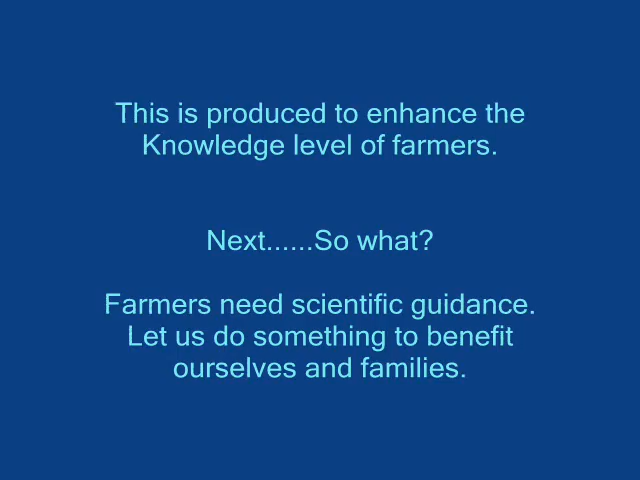 This is produced to enhance the
Knowledge level of farmers.
Next......So what?
Farmers need scientific guidance.
Let us do something to benefit
ourselves and families.